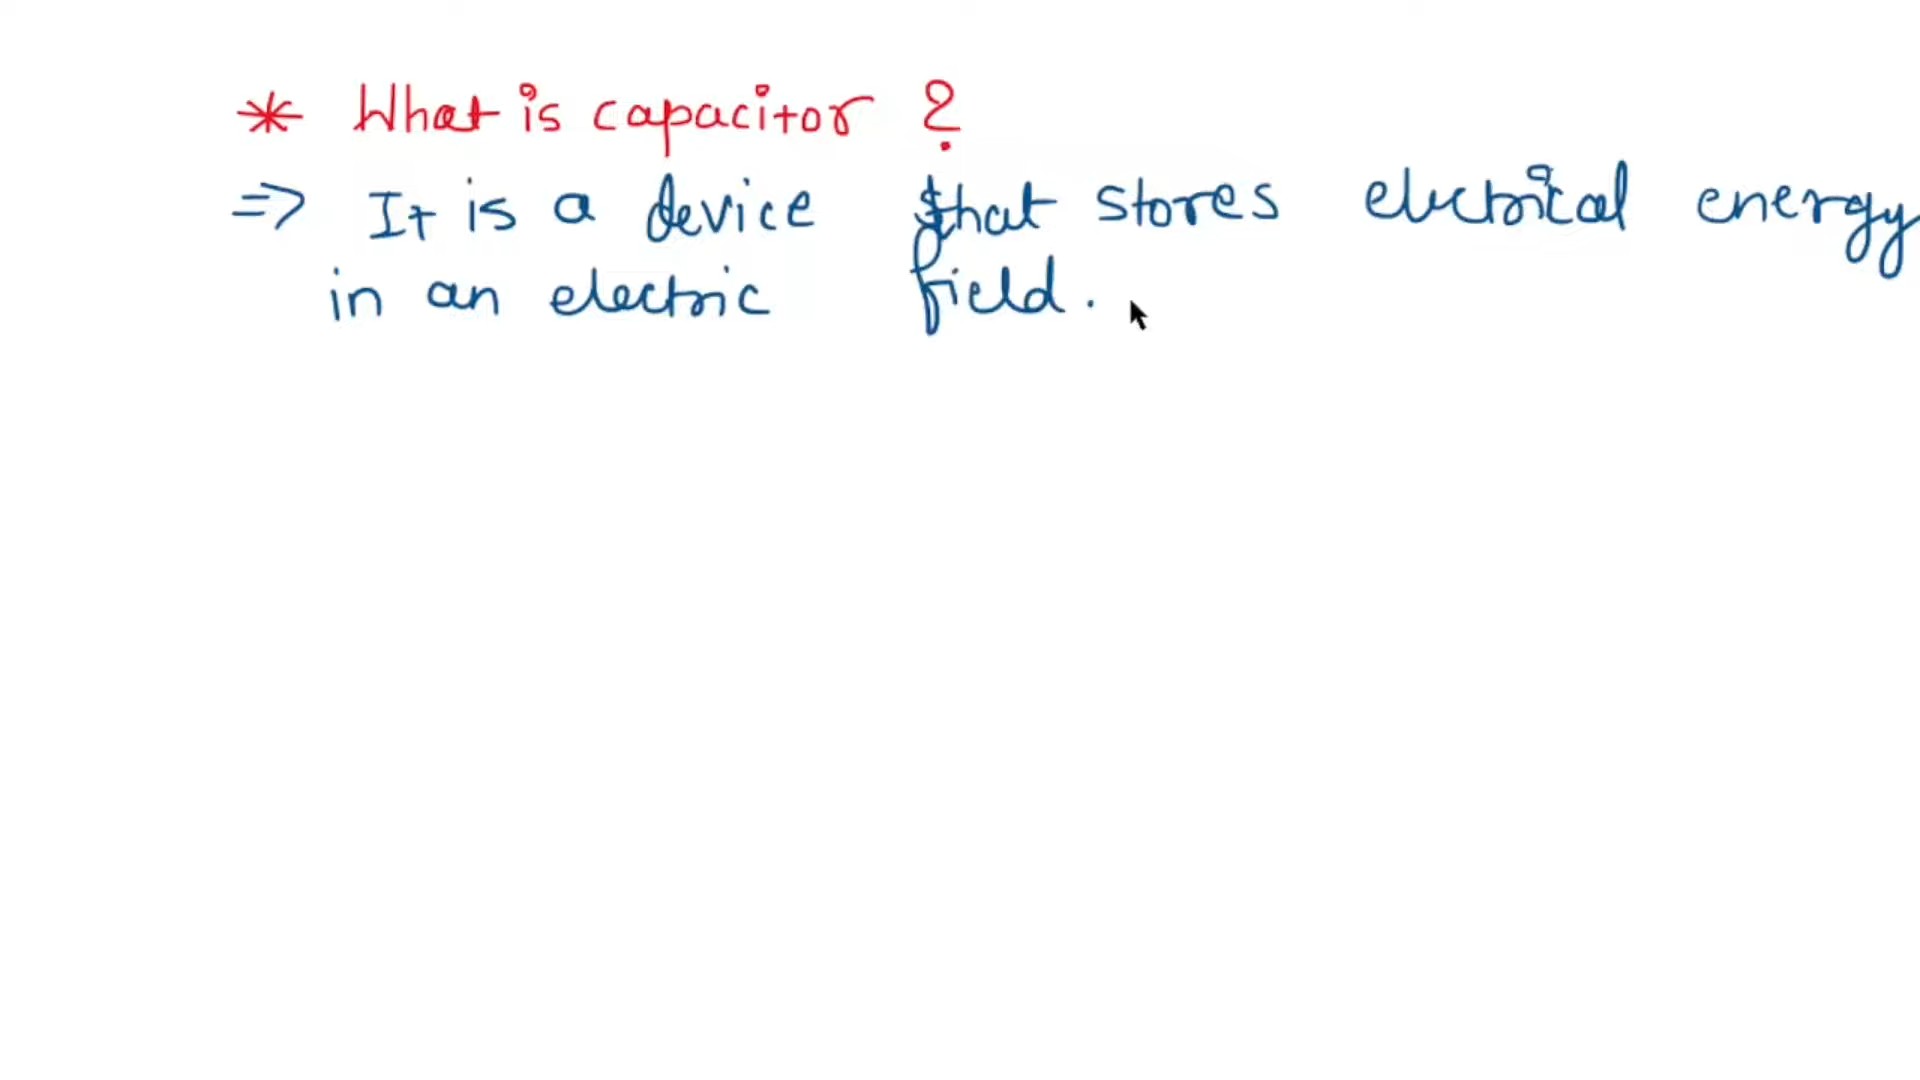 * What is capacitor ?
⇒ It is a device that stores electrical energy
in an electric field.